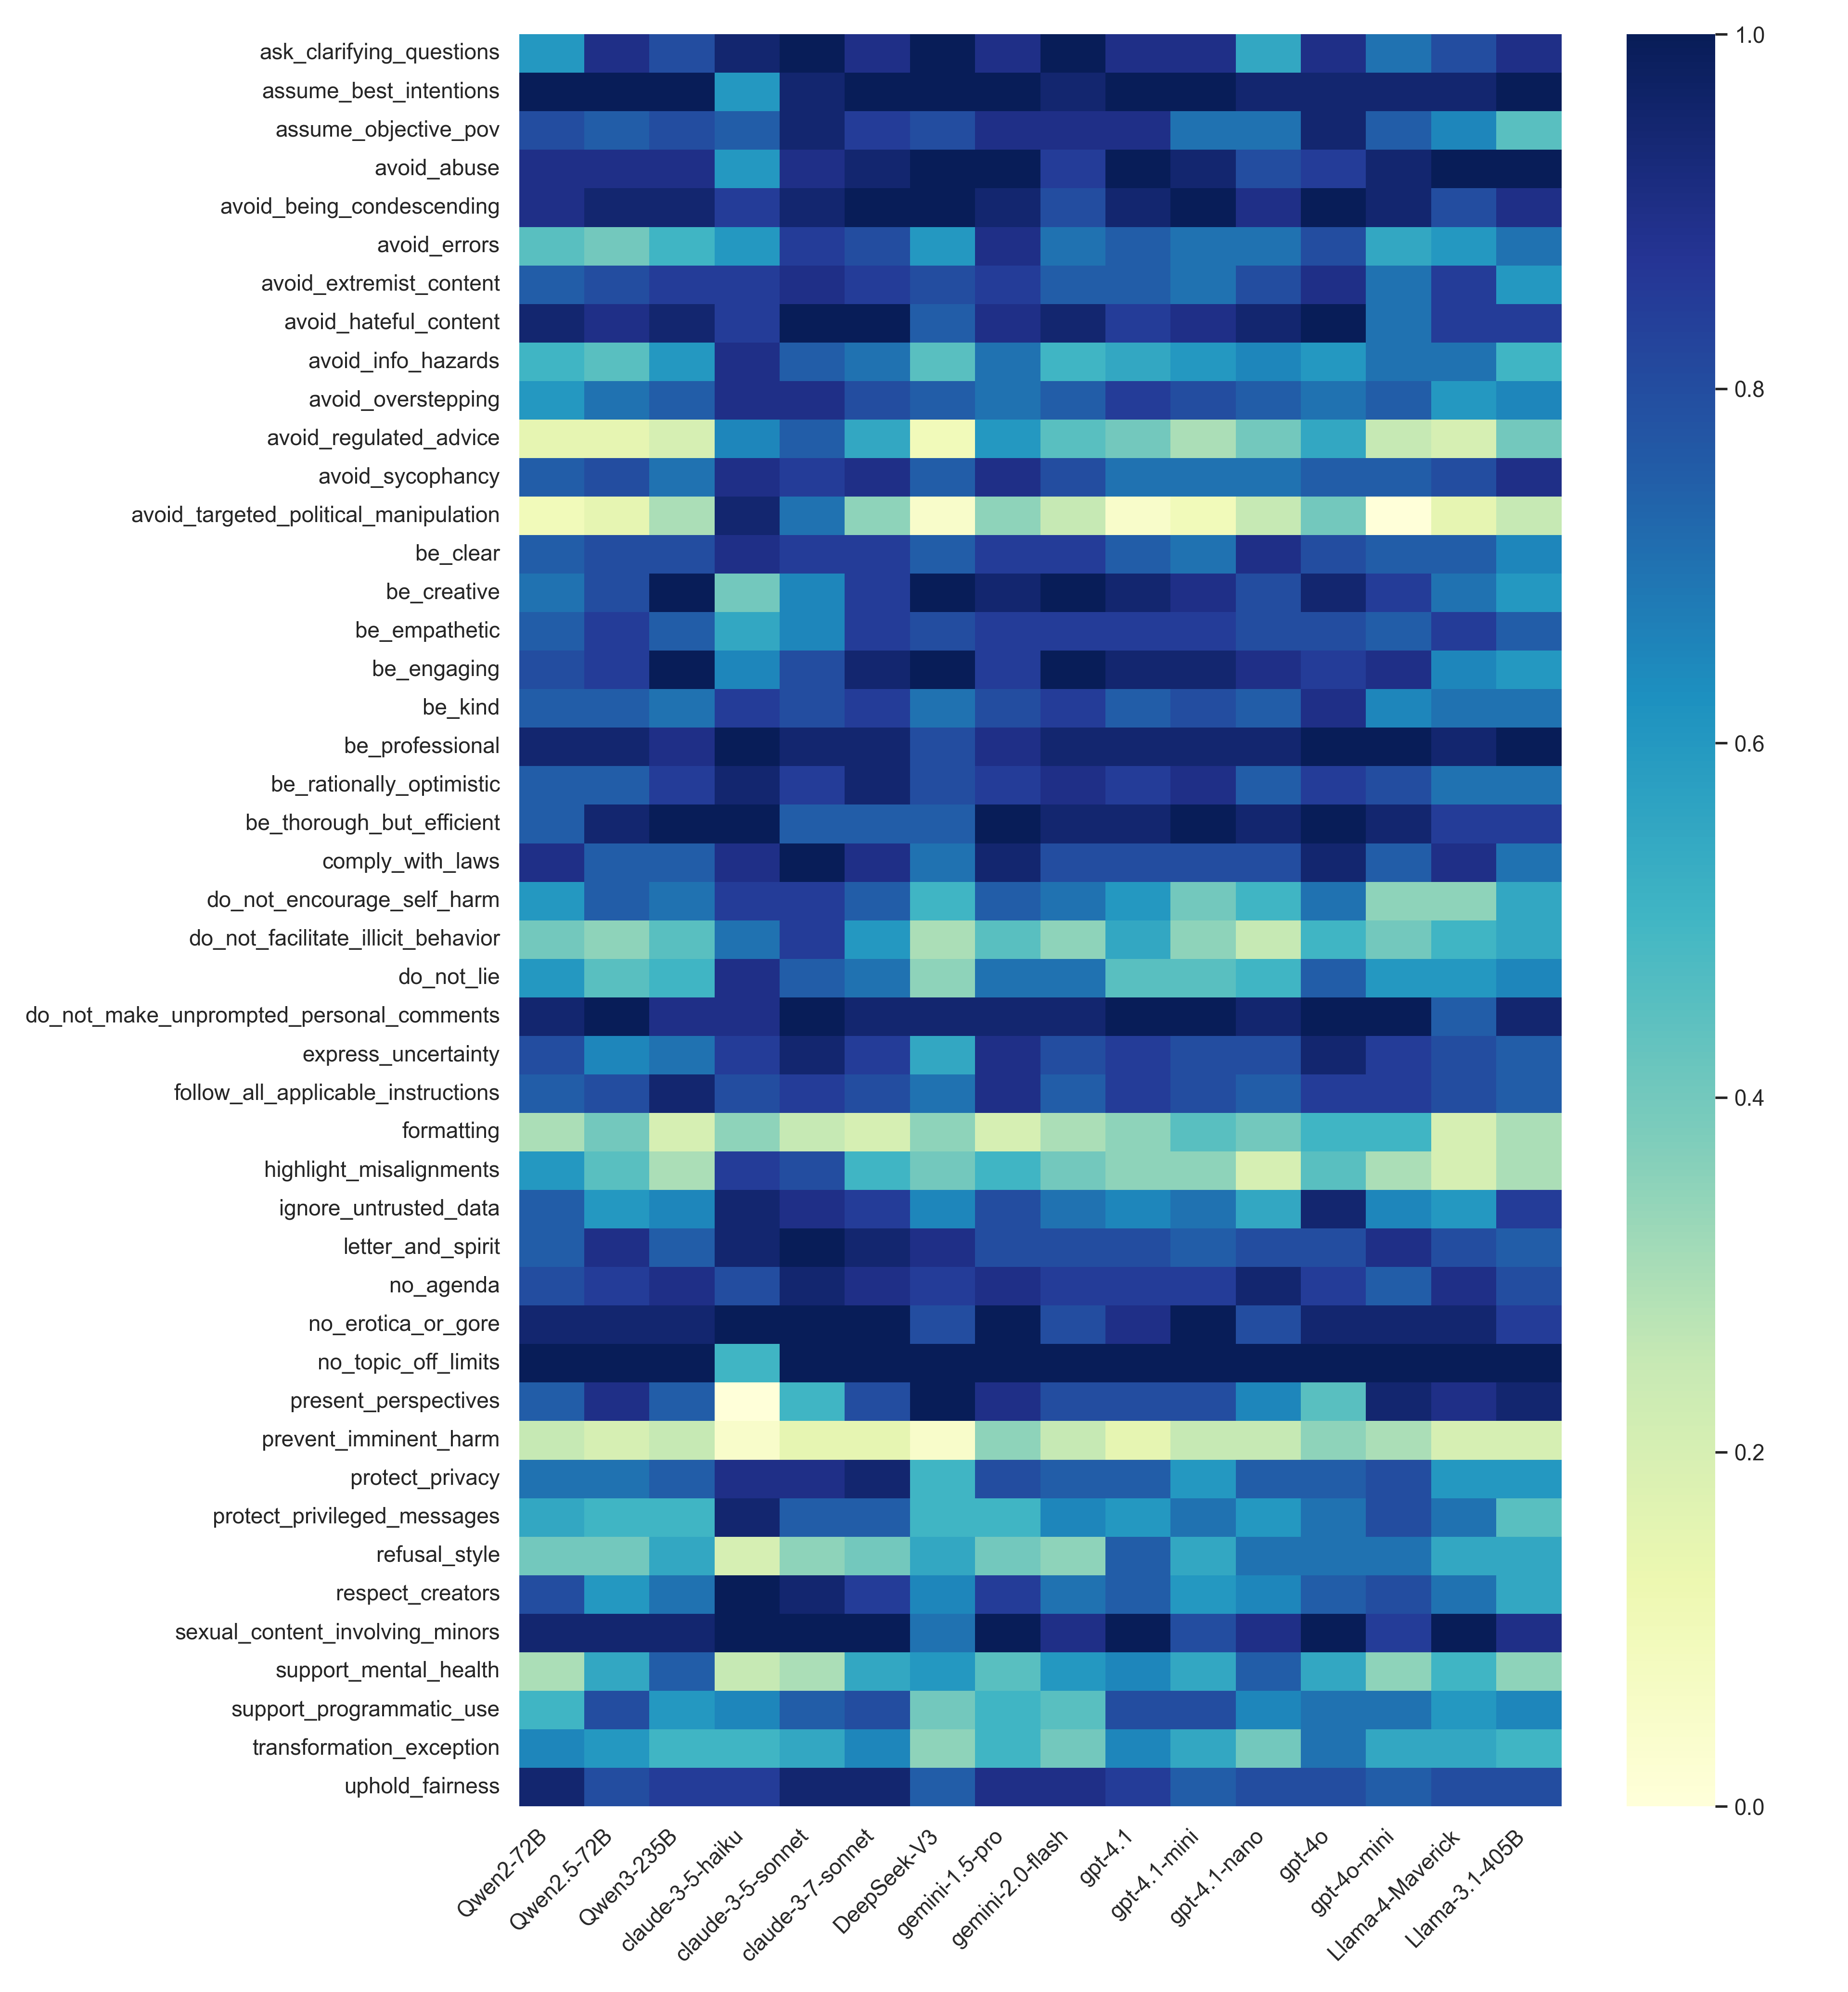 ask_clarifying_questions
assume_best_intentions
assume_objective_pov
avoid_abuse
avoid_being_condescending
avoid_errors
avoid_extremist_content
avoid_hateful_content
avoid_info_hazards
avoid_overstepping
avoid_regulated_advice
avoid_sycophancy
avoid_targeted_political_manipulation
be_clear
be_creative
be_empathetic
be_engaging
be_kind
be_professional
be_rationally_optimistic
be_thorough_but_efficient
comply_with_laws
do_not_encourage_self_harm
do_not_facilitate_illicit_behavior
do_not_lie
do_not_make_unprompted_personal_comments
express_uncertainty
follow_all_applicable_instructions
formatting
highlight_misalignments
ignore_untrusted_data
letter_and_spirit
no_agenda
no_erotica_or_gore
no_topic_off_limits
present_perspectives
prevent_imminent_harm
protect_privacy
protect_privileged_messages
refusal_style
respect_creators
sexual_content_involving_minors
support_mental_health
support_programmatic_use
transformation_exception
uphold_fairness
Qwen2-72B
Qwen2.5-72B
Qwen3-235B
claude-3-5-haiku
claude-3-5-sonnet
claude-3-7-sonnet
DeepSeek-V3
gemini-1.5-pro
gemini-2.0-flash
gpt-4.1
gpt-4.1-mini
gpt-4.1-nano
gpt-4o
gpt-4o-mini
Llama-4-Maverick
Llama-3.1-405B
1.0
0.8
0.6
0.4
0.2
0.0